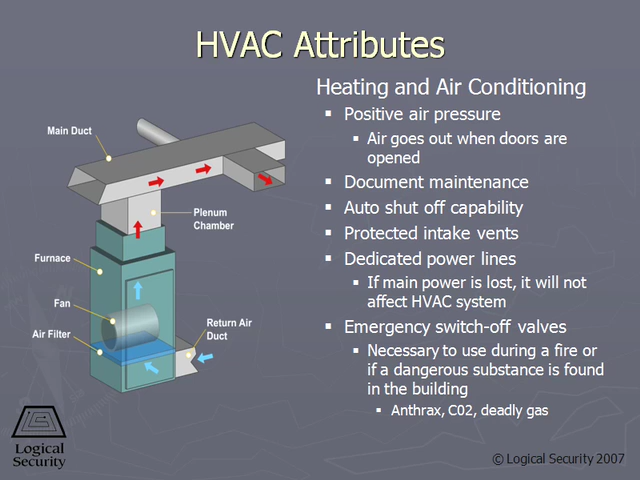 HVAC Attributes
Heating and Air Conditioning
Positive air pressure
Air goes out when doors are
opened
Document maintenance
Auto shut off capability
Protected intake vents
Dedicated power lines
If main power is lost, it will not
affect HVAC system
Emergency switch-off valves
Necessary to use during a fire or
if a dangerous substance is found
in the building
Anthrax, C02, deadly gas
Main Duct
Plenum
Chamber
Furnace
Fan
Air Filter
Return Air
Duct
Logical
Security
© Logical Security 2007